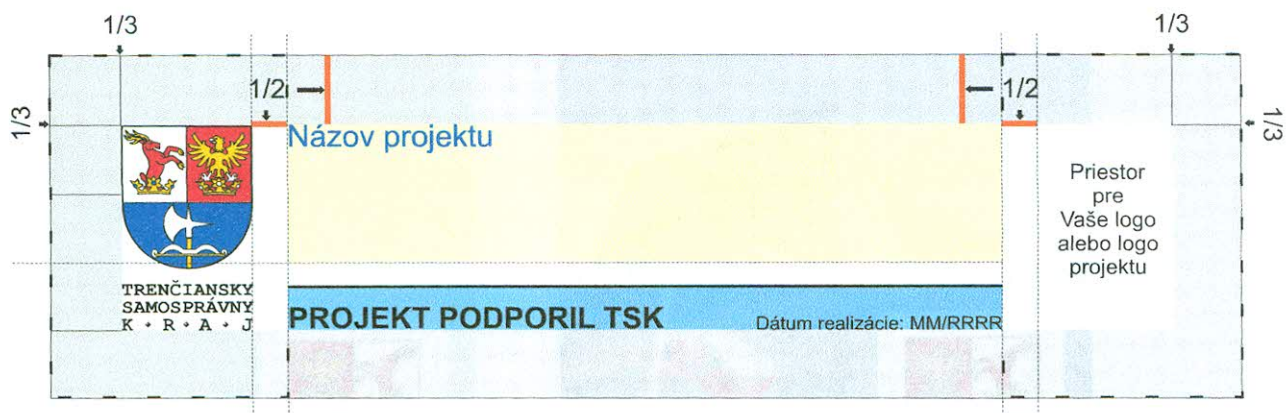 1/3
1/3
1/2
1/2
1/3
1/3
Názov projektu
Priestor
pre
Vaše logo
alebo logo
projektu
TRENČIANSKY
SAMOSPRÁVNY
K • R • A • J
PROJEKT PODPORIL TSK
Dátum realizácie: MM/RRRR